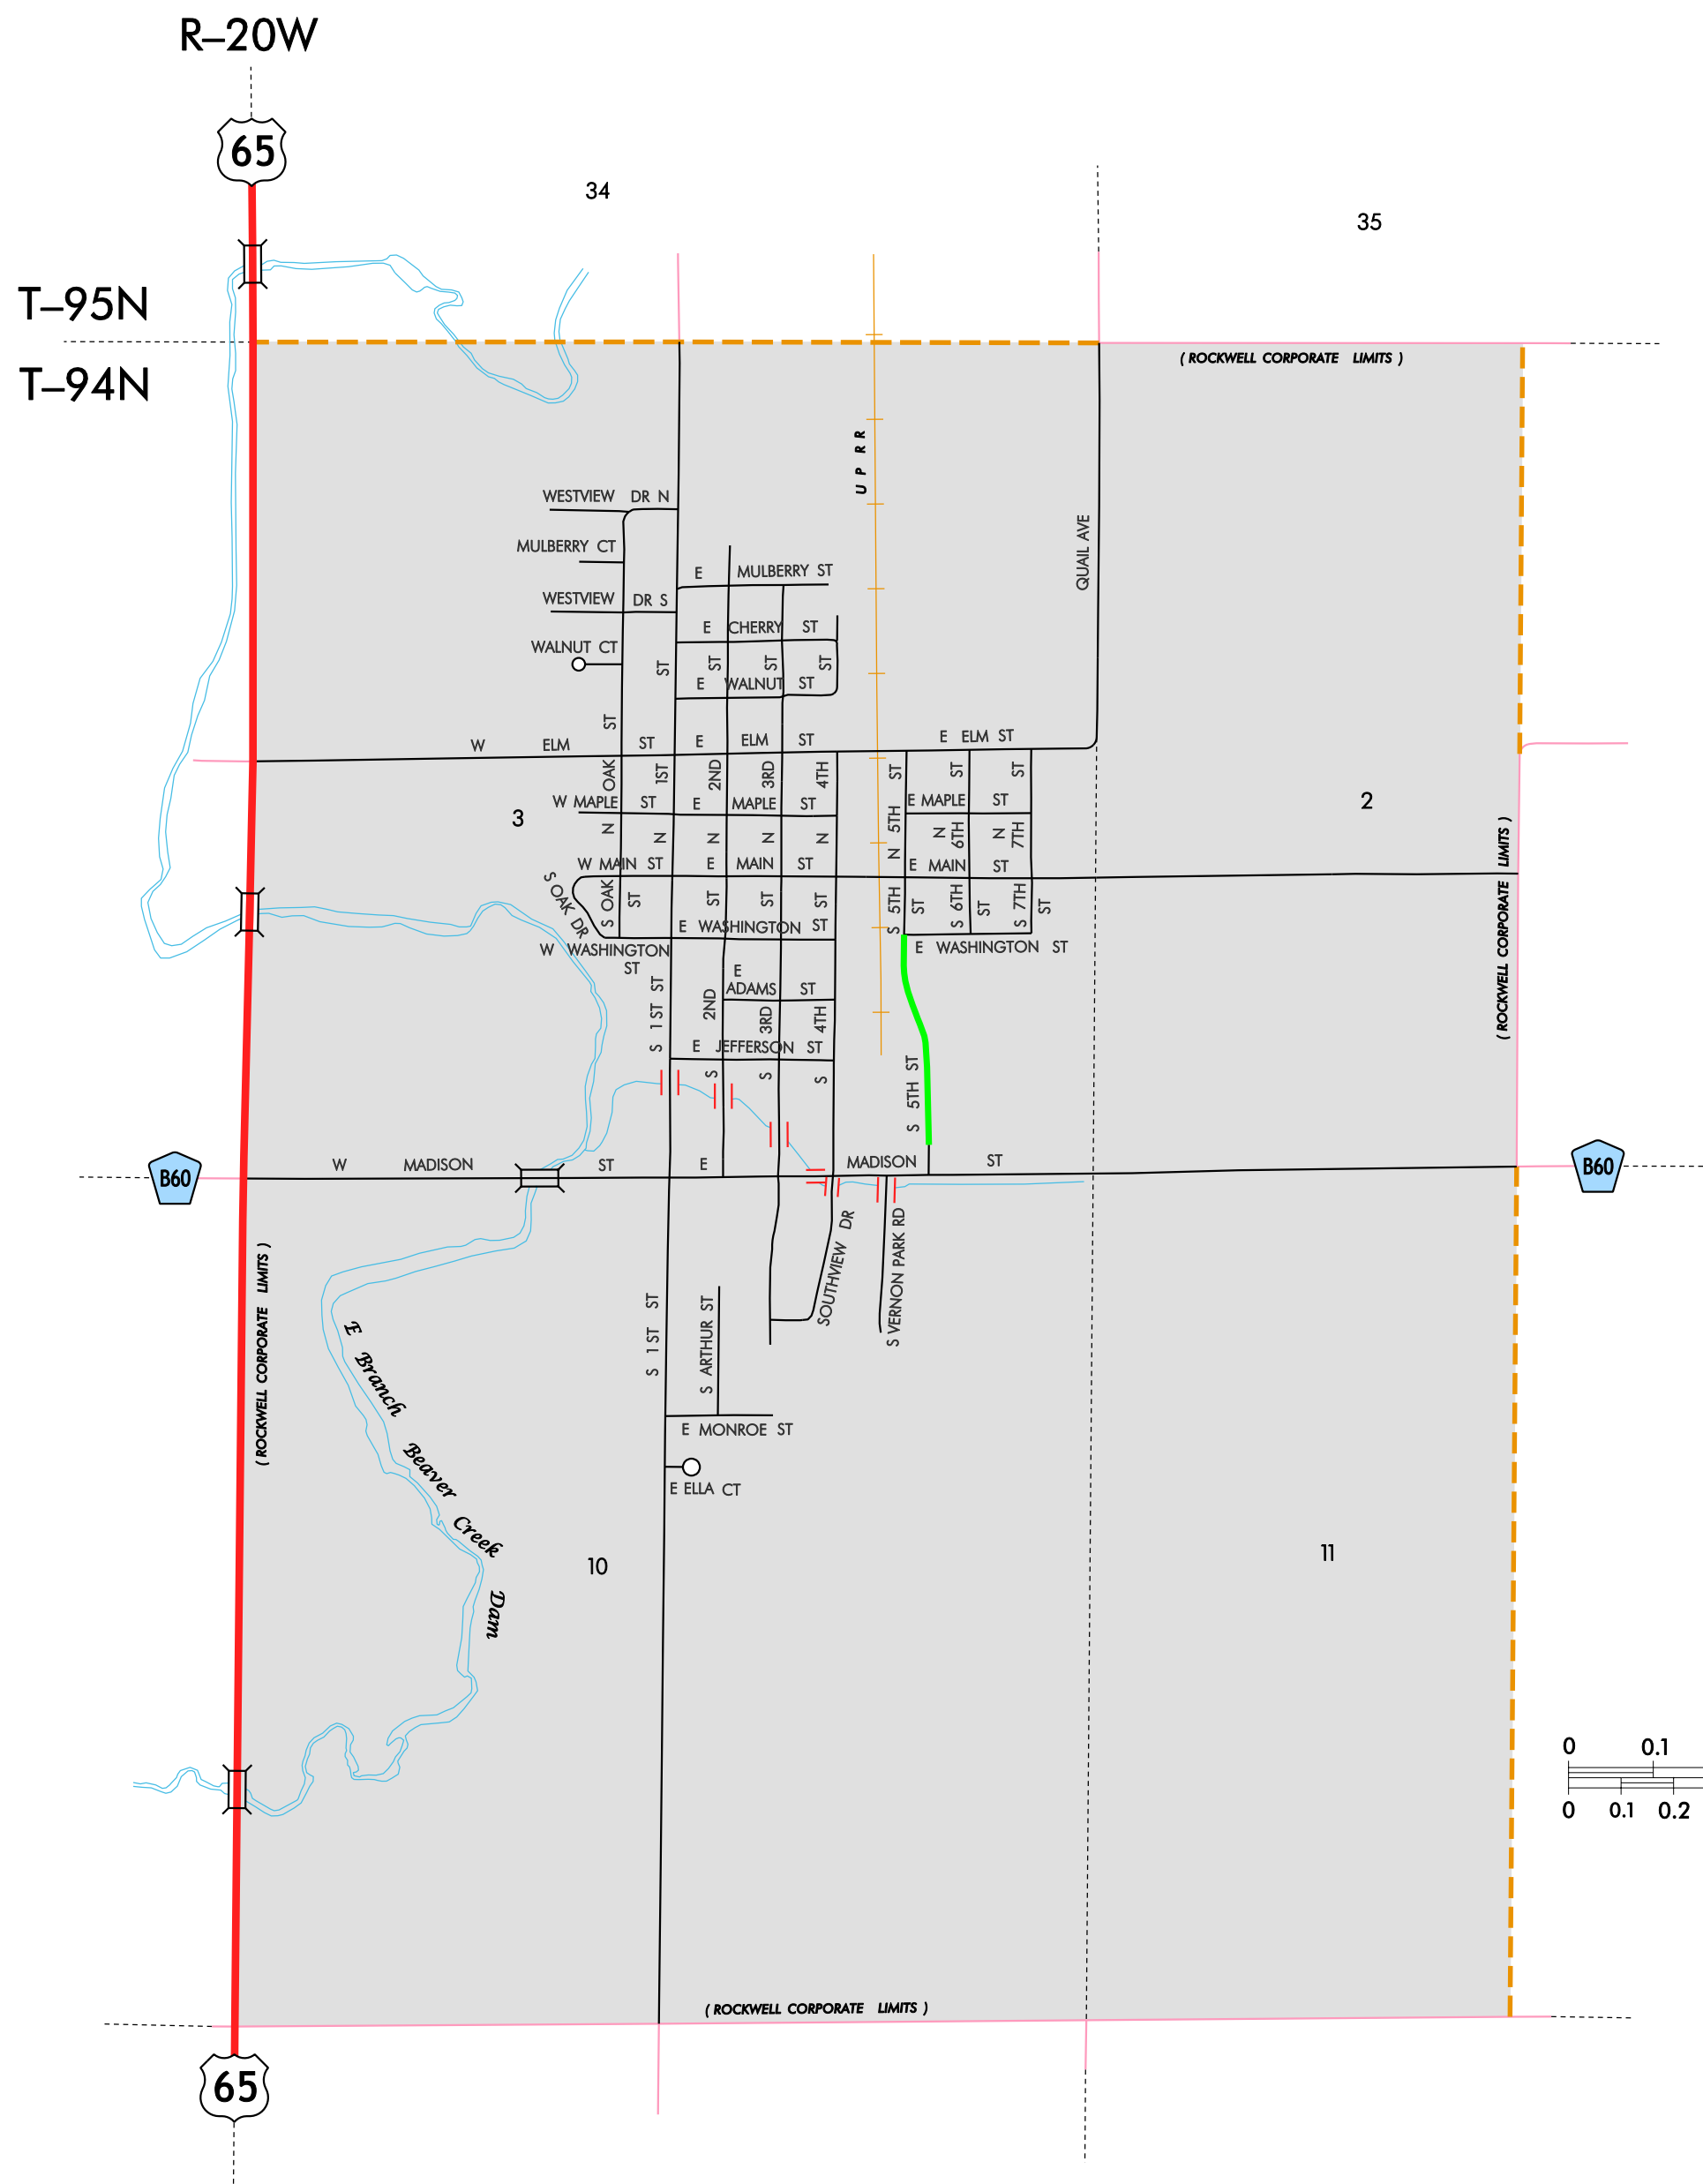 R–20W
65
34
35
T–95N
( ROCKWELL CORPORATE LIMITS )
T–94N
U P RR
WESTVIEW DR N
QUAIL AVE
MULBERRY CT
E MULBERRY ST
WESTVIEW DR S
E CHERRY ST
WALNUT CT
ST
ST
ST
ST
E WALNUT ST
W ELM ST
E ELM ST
E ELM ST
N OAK ST
N 1ST
N 2ND
N 3RD
N 4TH
N 5TH ST
N 6TH ST
N 7TH ST
W MAPLE ST
E MAPLE ST
E MAPLE ST
3
2
( ROCKWELL CORPORATE LIMITS )
W MAIN ST
E MAIN ST
E MAIN ST
S OAK DR
S OAK ST
ST
ST
ST
S 5TH ST
S 6TH ST
S 7TH ST
E WASHINGTON ST
W WASHINGTON ST
E WASHINGTON ST
E ADAMS ST
S 1ST ST
S 2ND
S 3RD
S 4TH
E JEFFERSON ST
S 5TH ST
B60
W MADISON ST
E MADISON ST
B60
( ROCKWELL CORPORATE LIMITS )
SOUTHVIEW DR
S VERNON PARK RD
S 1ST ST
S ARTHUR ST
E Branch Beaver Creek Dam
E MONROE ST
E ELLA CT
10
11
0 0.1
0 0.1 0.2
( ROCKWELL CORPORATE LIMITS )
65